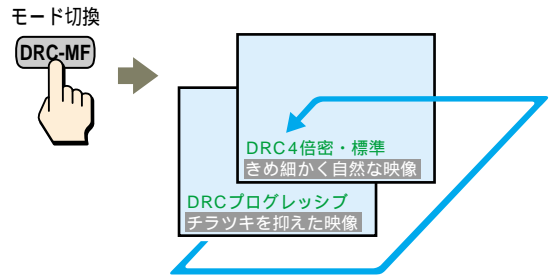 モード切換
DRC-MF
DRC4倍密・標準
きめ細かく自然な映像
DRCプログレッシブ
チラツキを抑えた映像